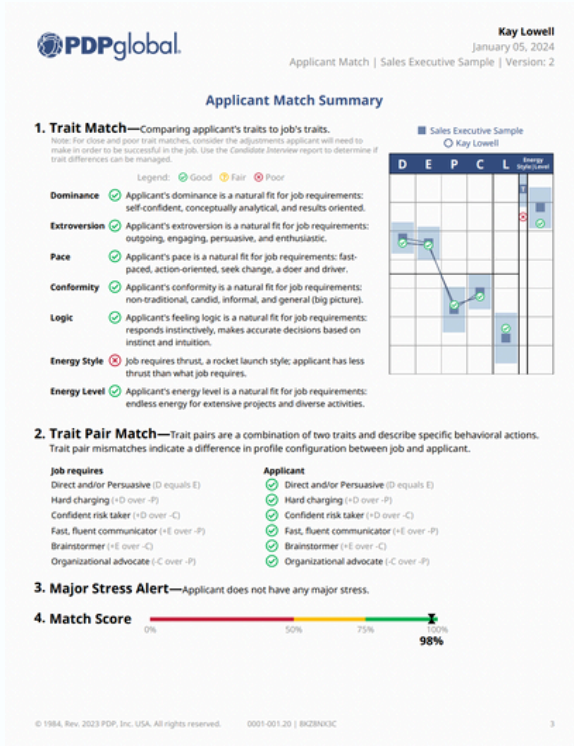 PDPglobal.
Kay Lowell
January 05, 2024
Applicant Match | Sales Executive Sample | Version: 2
Applicant Match Summary
1. Trait Match—Comparing applicant's traits to job's traits.
Note: For close and poor trait matches, consider the adjustments applicant will need to
make in order to be successful in the job. Use the Candidate Interview report to determine if
trait differences can be managed.
Legend: Good Fair Poor
Dominance Applicant's dominance is a natural fit for job requirements:
self-confident, conceptually analytical, and results oriented.
Extroversion Applicant's extroversion is a natural fit for job requirements:
outgoing, engaging, persuasive, and enthusiastic.
Pace Applicant's pace is a natural fit for job requirements: fast-
paced, action-oriented, seek change, a doer and driver.
Conformity Applicant's conformity is a natural fit for job requirements:
non-traditional, candid, informal, and general (big picture).
Logic Applicant's feeling logic is a natural fit for job requirements:
responds instinctively, makes accurate decisions based on
instinct and intuition.
Energy Style Job requires thrust, a rocket launch style; applicant has less
thrust than what job requires.
Energy Level Applicant's energy level is a natural fit for job requirements:
endless energy for extensive projects and diverse activities.
Sales Executive Sample
Kay Lowell
D E P C L Energy
Style|Level
T
2. Trait Pair Match—Trait pairs are a combination of two traits and describe specific behavioral actions.
Trait pair mismatches indicate a difference in profile configuration between job and applicant.
Job requires Applicant
Direct and/or Persuasive (D equals E) Direct and/or Persuasive (D equals E)
Hard charging (+D over -P) Hard charging (+D over -P)
Confident risk taker (+D over -C) Confident risk taker (+D over -C)
Fast, fluent communicator (+E over -P) Fast, fluent communicator (+E over -P)
Brainstormer (+E over -C) Brainstormer (+E over -C)
Organizational advocate (-C over -P) Organizational advocate (-C over -P)
3. Major Stress Alert—Applicant does not have any major stress.
4. Match Score
0% 50% 75% 100%
98%
© 1984, Rev. 2023 PDP, Inc. USA. All rights reserved. 0001-001.20 | BKZBNX3C 3